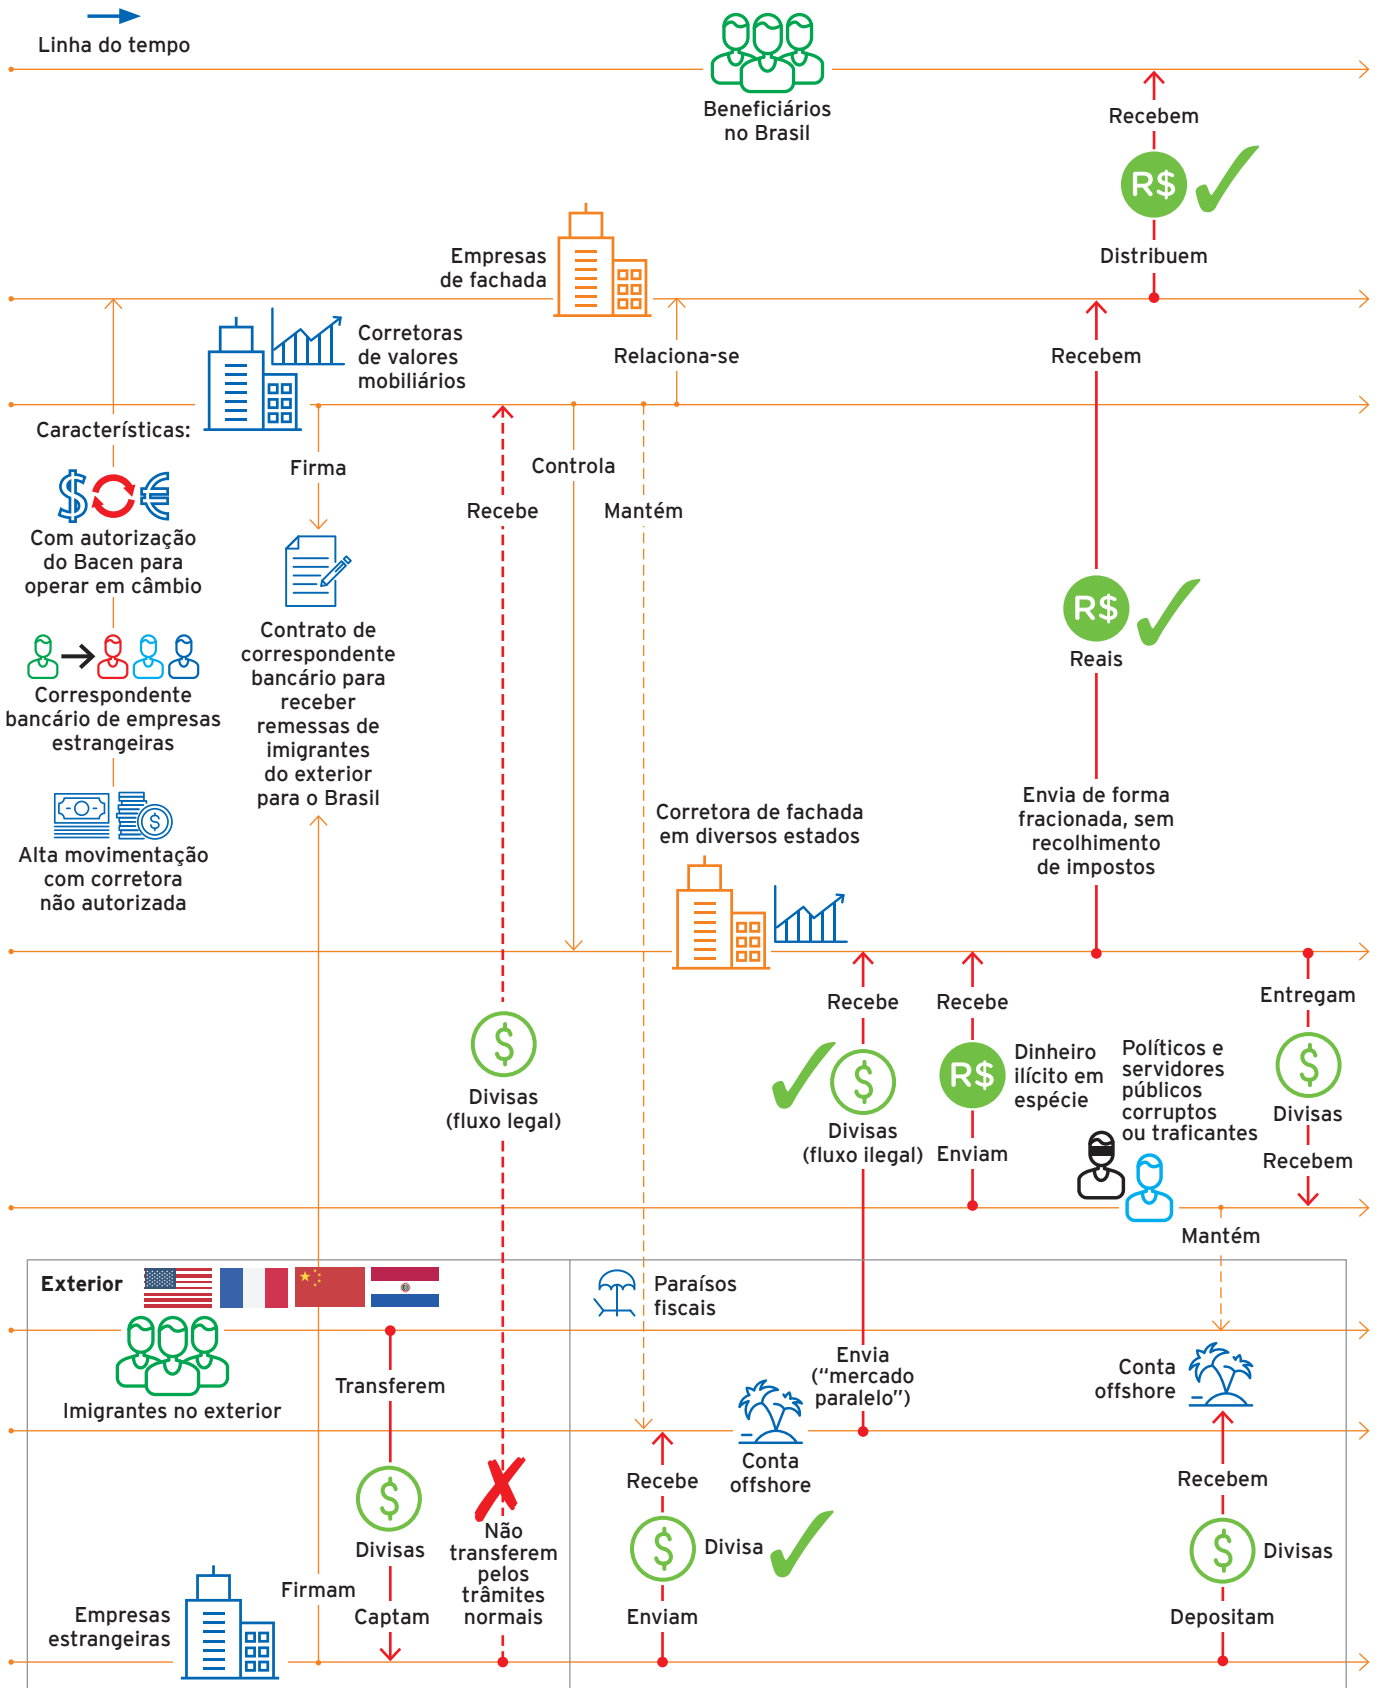 Linha do tempo
Beneficiários
no Brasil
Recebem
R$
Distribuem
Empresas
de fachada
Corretoras
de valores
mobiliários
Relaciona-se
Recebem
Características:
Firma
Controla
Recebe
Mantém
$ €
Com autorização
do Bacen para
operar em câmbio
R$
Reais
Contrato de
correspondente
bancário para
receber
remessas de
imigrantes
do exterior
para o Brasil
Correspondente
bancário de empresas
estrangeiras
$
Alta movimentação
com corretora
não autorizada
Corretora de fachada
em diversos estados
Envia de forma
fracionada, sem
recolhimento
de impostos
Recebe
Recebe
Entregam
$
Divisas
(fluxo legal)
$
Divisas
(fluxo ilegal)
R$
Dinheiro
ilícito em
espécie
Enviam
Políticos e
servidores
públicos
corruptos
ou traficantes
$
Divisas
Recebem
Mantém
Exterior
Paraísos
fiscais
Imigrantes no exterior
Transferem
Envia
(“mercado
paralelo”)
Conta
offshore
Conta
offshore
Recebe
Recebem
$
Divisas
Não
transferem
pelos
trâmites
normais
$
Divisa
$
Divisas
Empresas
estrangeiras
Firmam
Captam
Enviam
Depositam